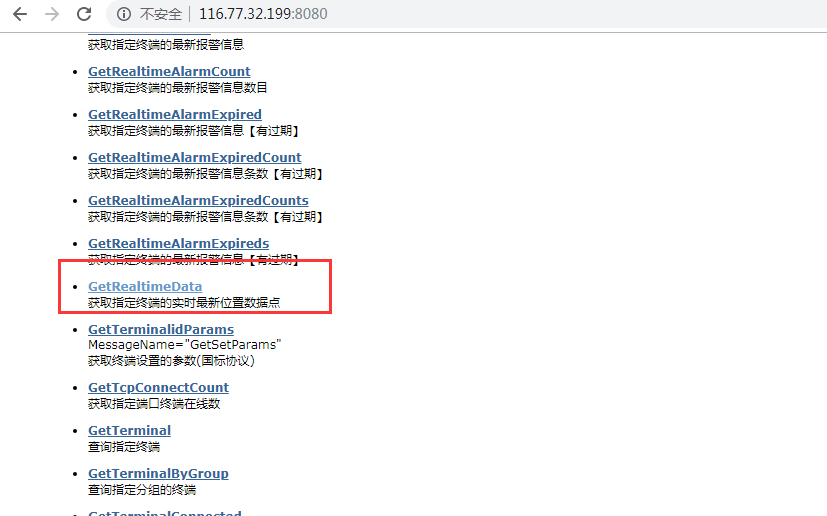 不安全 | 116.77.32.199:8080
获取指定终端的最新报警信息
GetRealtimeAlarmCount
获取指定终端的最新报警信息数目
GetRealtimeAlarmExpired
获取指定终端的最新报警信息【有过期】
GetRealtimeAlarmExpiredCount
获取指定终端的最新报警信息条数【有过期】
GetRealtimeAlarmExpiredCounts
获取指定终端的最新报警信息条数【有过期】
GetRealtimeAlarmExpireds
获取指定终端的最新报警信息【有过期】
GetRealtimeData
获取指定终端的实时最新位置数据点
GetTerminalidParams
MessageName="GetSetParams"
获取终端设置的参数(国标协议)
GetTcpConnectCount
获取指定端口终端在线数
GetTerminal
查询指定终端
GetTerminalByGroup
查询指定分组的终端
GetTerminalConnected